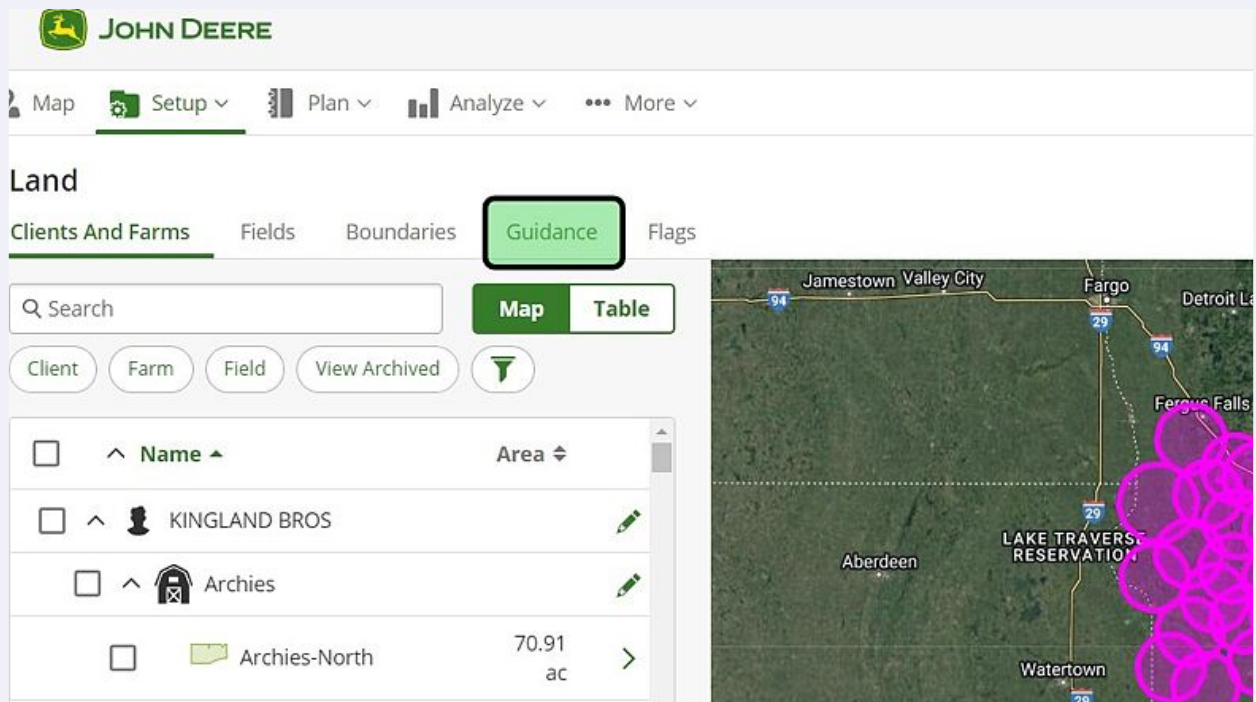 JOHN DEERE
Map Setup Plan Analyze More
Land
Clients And Farms Fields Boundaries Guidance Flags
Search
Map Table
Client Farm Field View Archived
Name Area
KINGLAND BROS
Archies
Archies-North 70.91
ac
Jamestown Valley City Fargo
94
Detroit La
29
94
Fergus Falls
29
LAKE TRAVERSE
RESERVATION
Aberdeen
Watertown
29